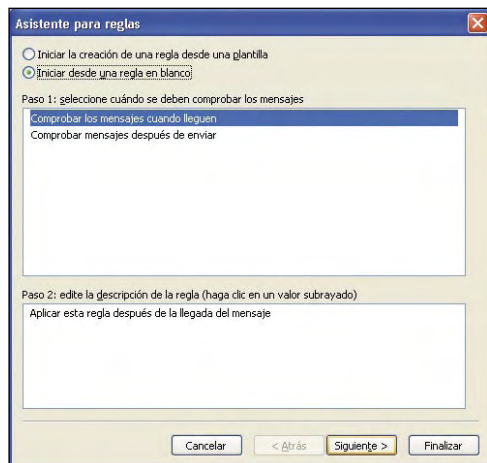 Asistente para reglas
Iniciar la creación de una regla desde una plantilla
Iniciar desde una regla en blanco
Paso 1: seleccione cuándo se deben comprobar los mensajes
Comprobar los mensajes cuando lleguen
Comprobar mensajes después de enviar
Paso 2: edite la descripción de la regla (haga clic en un valor subrayado)
Aplicar esta regla después de la llegada del mensaje
Cancelar < Atrás Siguiente > Finalizar